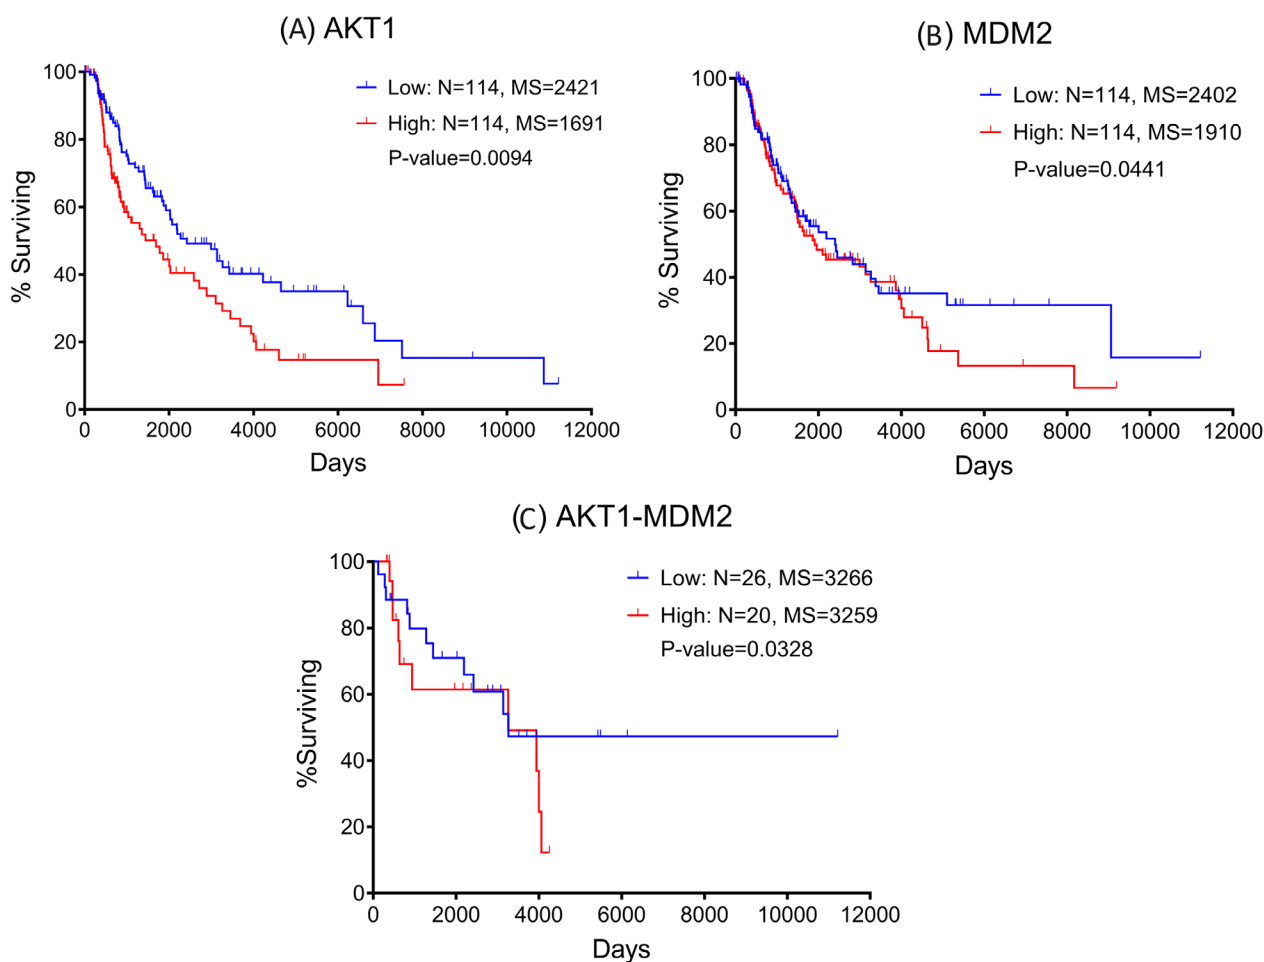 (A) AKT1
Low: N=114, MS=2421
High: N=114, MS=1691
P-value=0.0094
% Surviving
100
80
60
40
20
0
0 2000 4000 6000 8000 10000 12000
Days
(B) MDM2
Low: N=114, MS=2402
High: N=114, MS=1910
P-value=0.0441
% Surviving
100
80
60
40
20
0
0 2000 4000 6000 8000 10000 12000
Days
(C) AKT1-MDM2
Low: N=26, MS=3266
High: N=20, MS=3259
P-value=0.0328
%Surviving
100
80
60
40
20
0
0 2000 4000 6000 8000 10000 12000
Days